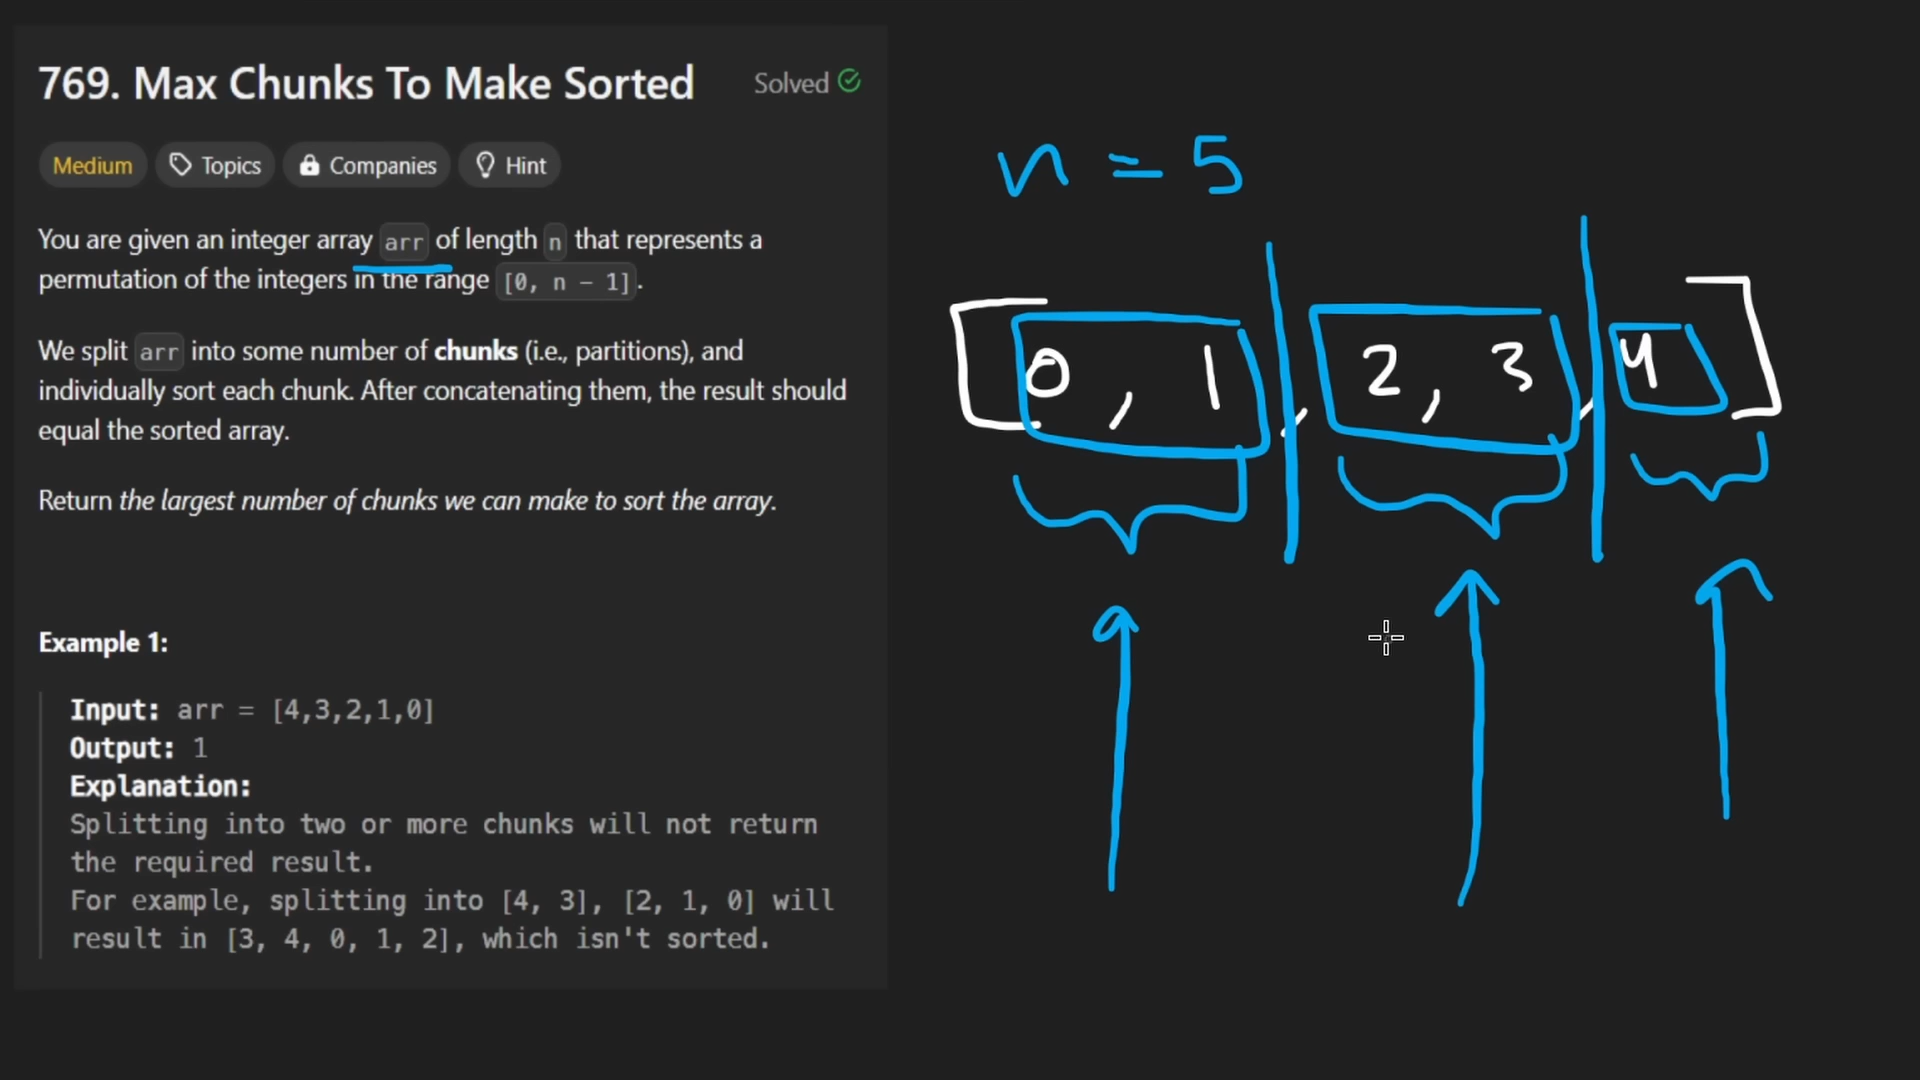 769. Max Chunks To Make Sorted
Solved
Medium
Topics
Companies
Hint
You are given an integer array arr of length n that represents a
permutation of the integers in the range [0, n - 1].
We split arr into some number of chunks (i.e., partitions), and
individually sort each chunk. After concatenating them, the result should
equal the sorted array.
Return the largest number of chunks we can make to sort the array.
Example 1:
Input: arr = [4,3,2,1,0]
Output: 1
Explanation:
Splitting into two or more chunks will not return
the required result.
For example, splitting into [4, 3], [2, 1, 0] will
result in [3, 4, 0, 1, 2], which isn't sorted.
n = 5
[0, 1, 2, 3, 4]